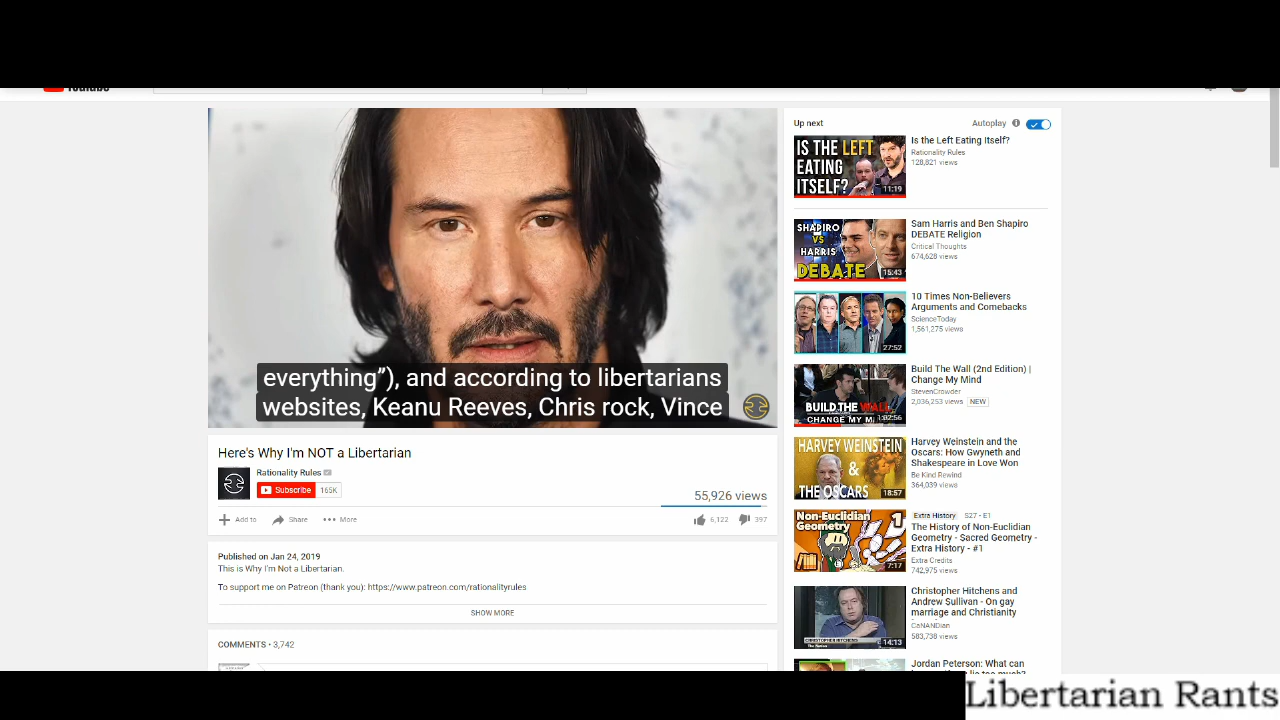 everything”), and according to libertarians
websites, Keanu Reeves, Chris rock, Vince
Here's Why I'm NOT a Libertarian
Rationality Rules
Subscribe 165K
55,926 views
Add to Share More
6,122 397
Published on Jan 24, 2019
This is Why I'm Not a Libertarian.
To support me on Patreon (thank you): https://www.patreon.com/rationalityrules
SHOW MORE
COMMENTS • 3,742
Up next
Autoplay
IS THE LEFT
EATING
ITSELF?
11:19
Is the Left Eating Itself?
Rationality Rules
128,821 views
SHAPIRO
VS
HARRIS
DEBATE
15:43
Sam Harris and Ben Shapiro
DEBATE Religion
Critical Thoughts
674,628 views
27:52
10 Times Non-Believers
Arguments and Comebacks
ScienceToday
1,561,275 views
BUILD THE WALL
CHANGE MY M
1:02:56
Build The Wall (2nd Edition) |
Change My Mind
StevenCrowder
2,036,253 views NEW
HARVEY WEINSTEIN
&
THE OSCARS
18:57
Harvey Weinstein and the
Oscars: How Gwyneth and
Shakespeare in Love Won
Be Kind Rewind
364,039 views
Non-Euclidian
Geometry
1
7:17
Extra History S27 • E1
The History of Non-Euclidian
Geometry - Sacred Geometry -
Extra History - #1
Extra Credits
742,975 views
CHRISTOPHER HITCHENS
The Nation
14:13
Christopher Hitchens and
Andrew Sullivan - On gay
marriage and Christianity
CaNANDian
583,738 views
Jordan Peterson: What can
Libertarian Rants